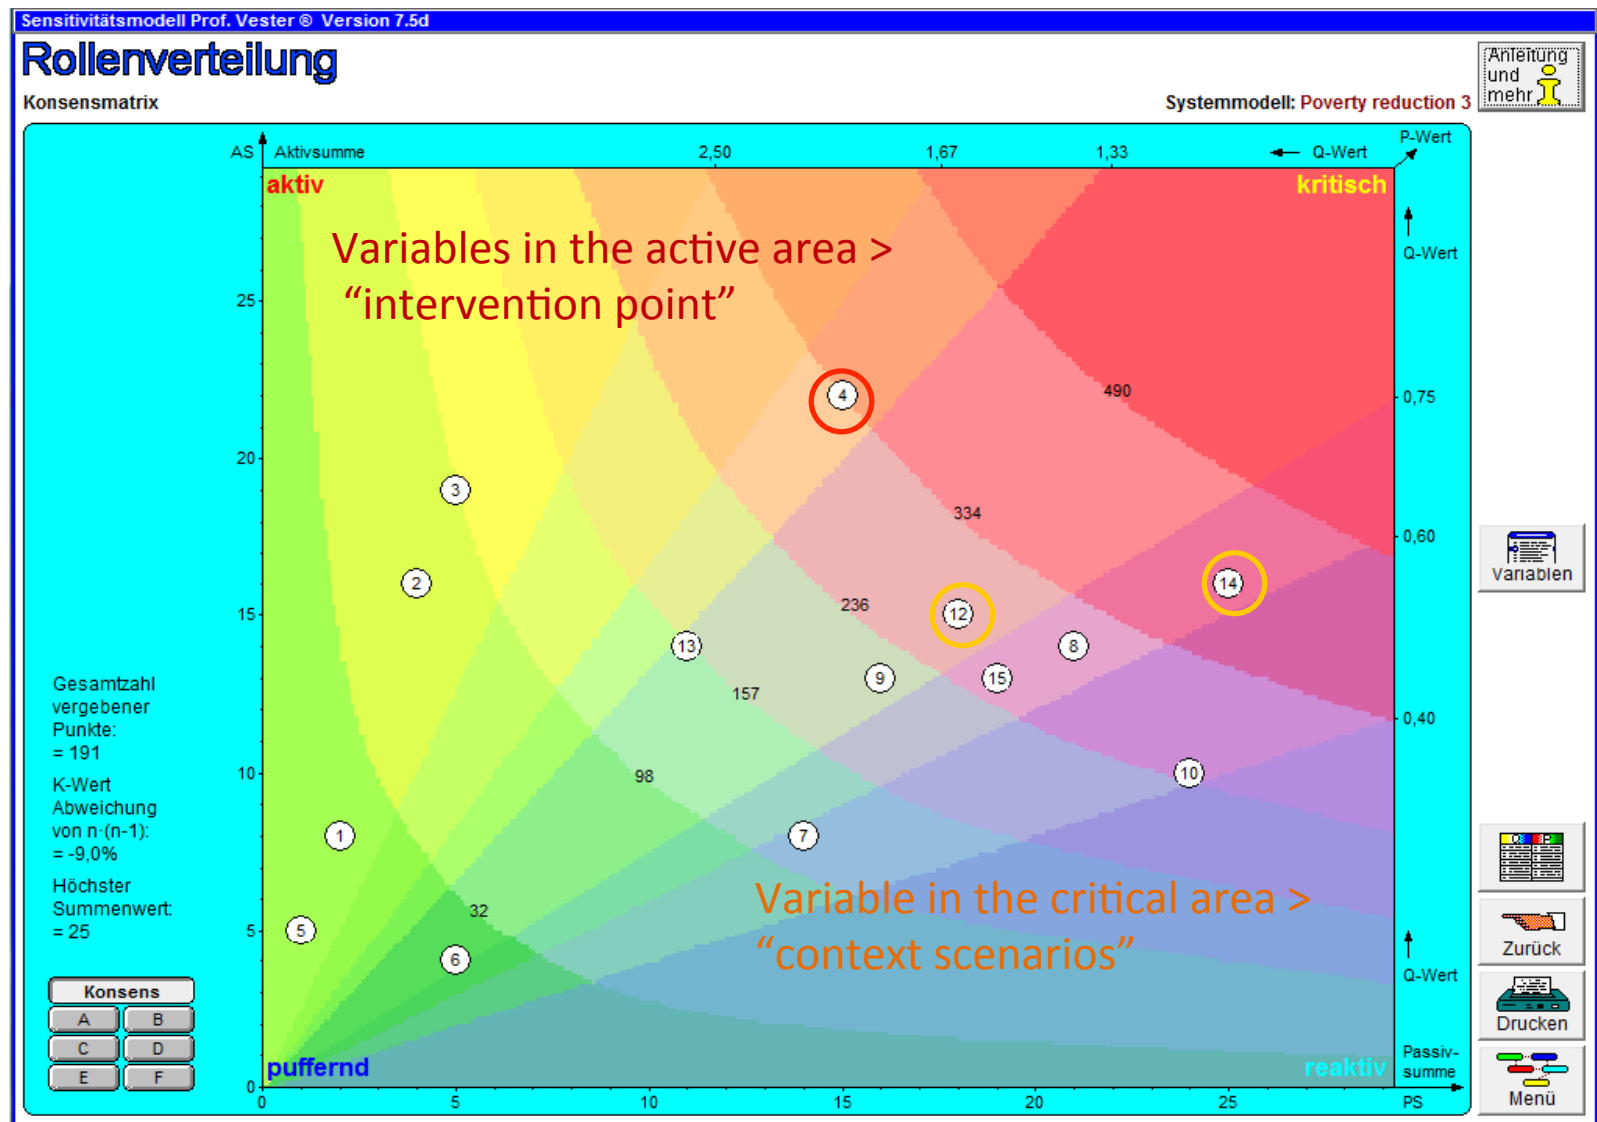 Sensitivitätsmodell Prof. Vester ® Version 7.5d
Rollenverteilung
Konsensmatrix
Systemmodell: Poverty reduction 3
Anleitung
und
mehr
AS
Aktivsumme
2,50
1,67
1,33
Q-Wert
P-Wert
aktiv
kritisch
Variables in the active area >
“intervention point”
Q-Wert
25
4
490
0,75
20
3
334
0,60
2
14
Variablen
15
236
12
13
8
9
15
157
Gesamtzahl
vergebener
Punkte:
= 191
0,40
10
98
10
K-Wert
Abweichung
von n·(n-1):
= -9,0%
1
7
Q P
Höchster
Summenwert:
= 25
32
Variable in the critical area >
“context scenarios”
5
5
6
Zurück
Q-Wert
Konsens
A
B
C
D
E
F
Drucken
puffernd
reaktiv
Passiv-
summe
0
0
5
10
15
20
25
PS
Menü